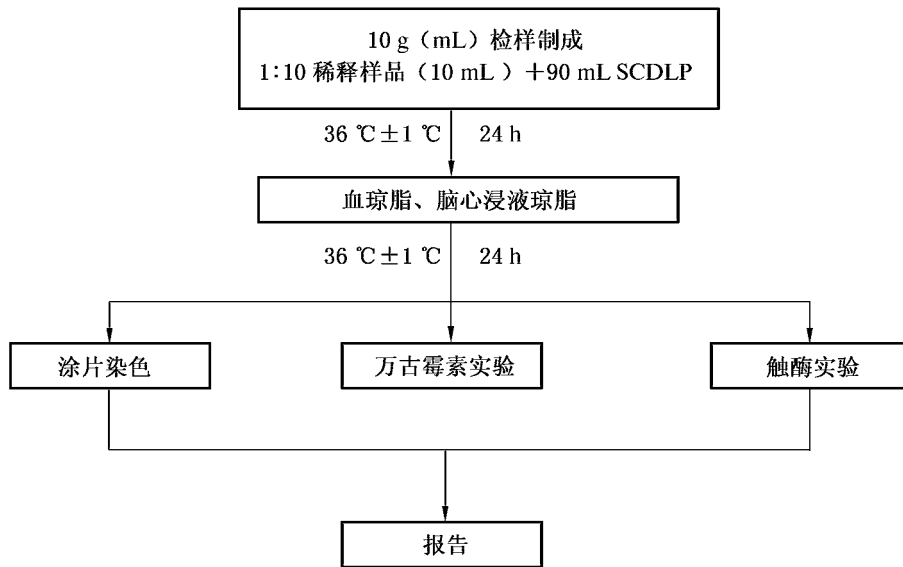 10 g（mL）检样制成
1∶10 稀释样品（10 mL ）＋90 mL SCDLP
36 ℃±1 ℃ 24 h
血琼脂、脑心浸液琼脂
36 ℃±1 ℃ 24 h
涂片染色 万古霉素实验 触酶实验
报告